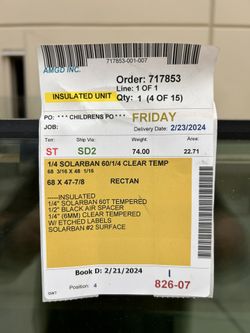 717853-001-007
AMGD INC.
Order: 717853
Line: 1 OF 1
INSULATED UNIT
Qty: 1 (4 OF 15)
PO: *** CHILDRENS PO ***
FRIDAY
JOB:
Delivery Date: 2/23/2024
Terr: Ship Via: Sort: Area:
ST SD2 74.00 22.71
1/4 SOLARBAN 60/1/4 CLEAR TEMP
68 3/16 X 48 1/16
68 X 47-7/8 RECTAN
----INSULATED
1/4" SOLARBAN 60T TEMPERED
1/2" BLACK AIR SPACER
1/4" (6MM) CLEAR TEMPERED
W/ ETCHED LABELS
SOLARBAN #2 SURFACE
Book D: 2/21/2024
I
Position: 4
826-07